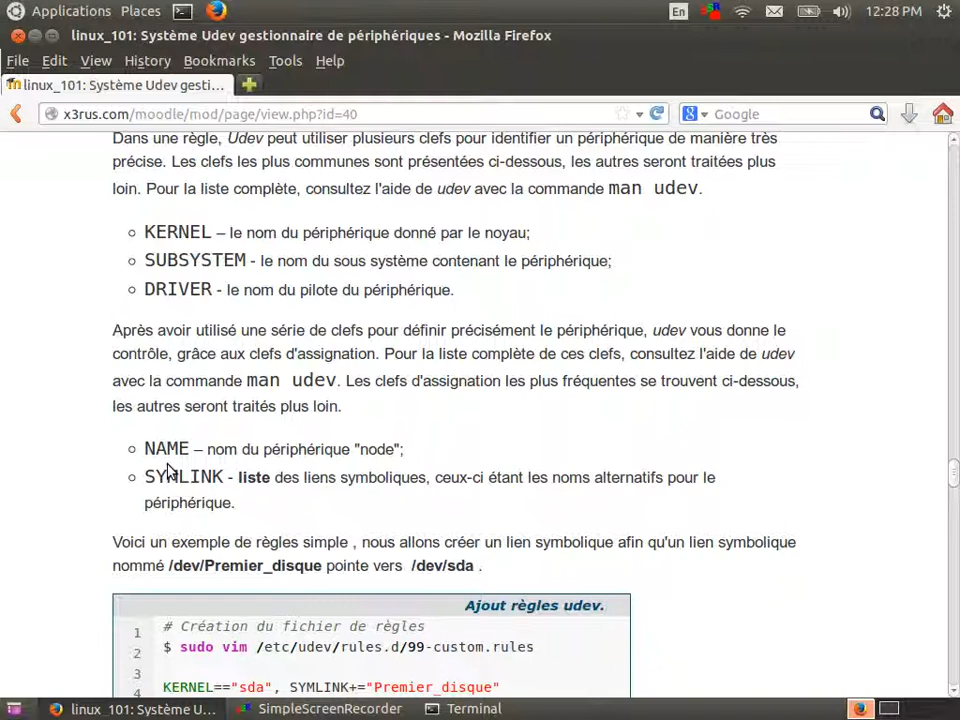 Applications Places En 12:28 PM
linux_101: Système Udev gestionnaire de périphériques - Mozilla Firefox
File Edit View History Bookmarks Tools Help
linux_101: Système Udev gesti...
x3rus.com/moodle/mod/page/view.php?id=40 Google
Dans une règle, Udev peut utiliser plusieurs clefs pour identifier un périphérique de manière très
précise. Les clefs les plus communes sont présentées ci-dessous, les autres seront traitées plus
loin. Pour la liste complète, consultez l'aide de udev avec la commande man udev.
KERNEL – le nom du périphérique donné par le noyau;
SUBSYSTEM - le nom du sous système contenant le périphérique;
DRIVER - le nom du pilote du périphérique.
Après avoir utilisé une série de clefs pour définir précisément le périphérique, udev vous donne le
contrôle, grâce aux clefs d'assignation. Pour la liste complète de ces clefs, consultez l'aide de udev
avec la commande man udev. Les clefs d'assignation les plus fréquentes se trouvent ci-dessous,
les autres seront traités plus loin.
NAME – nom du périphérique "node";
SYMLINK - liste des liens symboliques, ceux-ci étant les noms alternatifs pour le
périphérique.
Voici un exemple de règles simple , nous allons créer un lien symbolique afin qu'un lien symbolique
nommé /dev/Premier_disque pointe vers /dev/sda .
Ajout règles udev.
1 # Création du fichier de règles
2 $ sudo vim /etc/udev/rules.d/99-custom.rules
3
4 KERNEL=="sda", SYMLINK+="Premier_disque"
linux_101: Système U... SimpleScreenRecorder Terminal